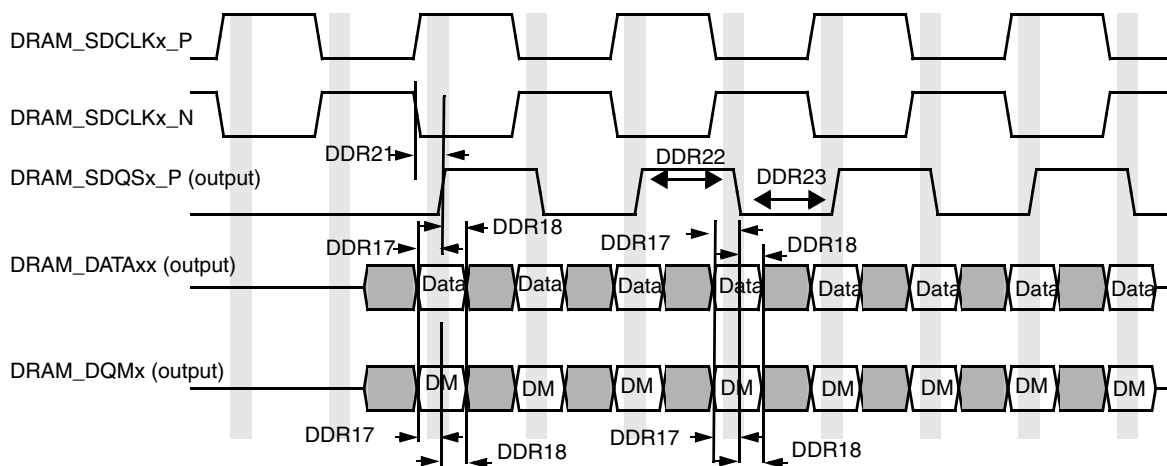 DRAM_SDCLKx_P
DRAM_SDCLKx_N
DDR21
DDR22
DRAM_SDQSx_P (output)
DDR23
DDR18
DDR17
DDR17
DDR18
DRAM_DATAxx (output)
Data Data Data Data Data Data Data Data
DRAM_DQMx (output)
DM DM DM DM DM DM DM DM
DDR17
DDR18
DDR17
DDR18